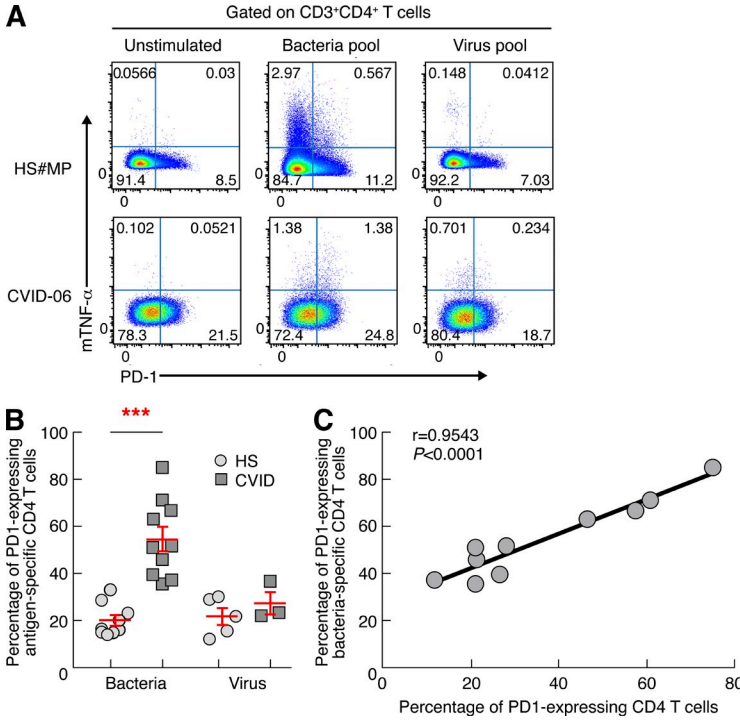 A
Gated on CD3⁺CD4⁺ T cells
Unstimulated Bacteria pool Virus pool
HS#MP
0.0566 0.03
91.4 8.5
0
0
2.97 0.567
84.7 11.2
0
0
0.148 0.0412
92.2 7.03
0
0
CVID-06
0.102 0.0521
78.3 21.5
0
0
1.38 1.38
72.4 24.8
0
0
0.701 0.234
80.4 18.7
0
0
mTNF-α
PD-1
B
***
Percentage of PD1-expressing
antigen-specific CD4 T cells
100
80
60
40
20
0
HS
CVID
Bacteria Virus
C
r=0.9543
P<0.0001
Percentage of PD1-expressing
bacteria-specific CD4 T cells
100
80
60
40
20
0
0 20 40 60 80
Percentage of PD1-expressing CD4 T cells